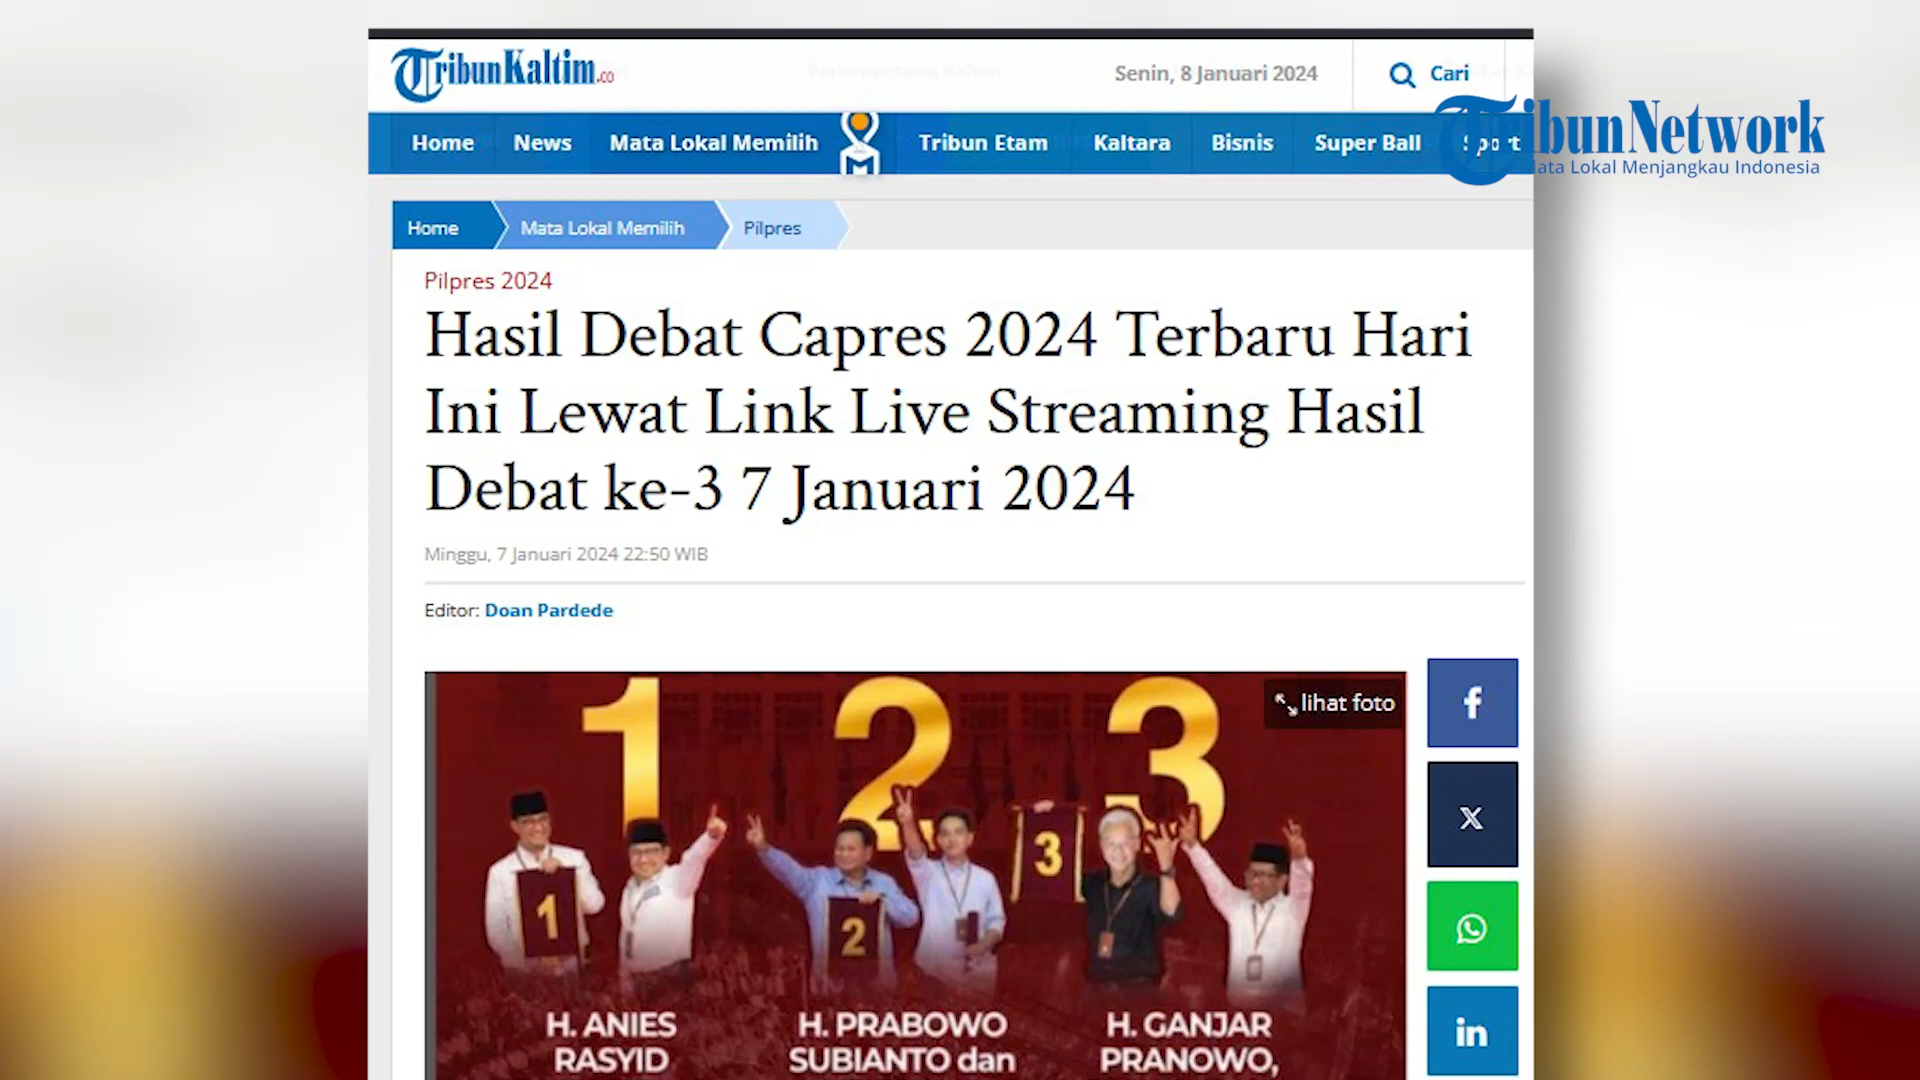 TribunKaltim.co
Senin, 8 Januari 2024
Cari
TribunNetwork
Mata Lokal Menjangkau Indonesia
Home News Mata Lokal Memilih Tribun Etam Kaltara Bisnis Super Ball Sport
Home Mata Lokal Memilih Pilpres
Pilpres 2024
Hasil Debat Capres 2024 Terbaru Hari
Ini Lewat Link Live Streaming Hasil
Debat ke-3 7 Januari 2024
Minggu, 7 Januari 2024 22:50 WIB
Editor: Doan Pardede
lihat foto
1 2 3
1
2
3
H. ANIES
RASYID
H. PRABOWO
SUBIANTO dan
H. GANJAR
PRANOWO,